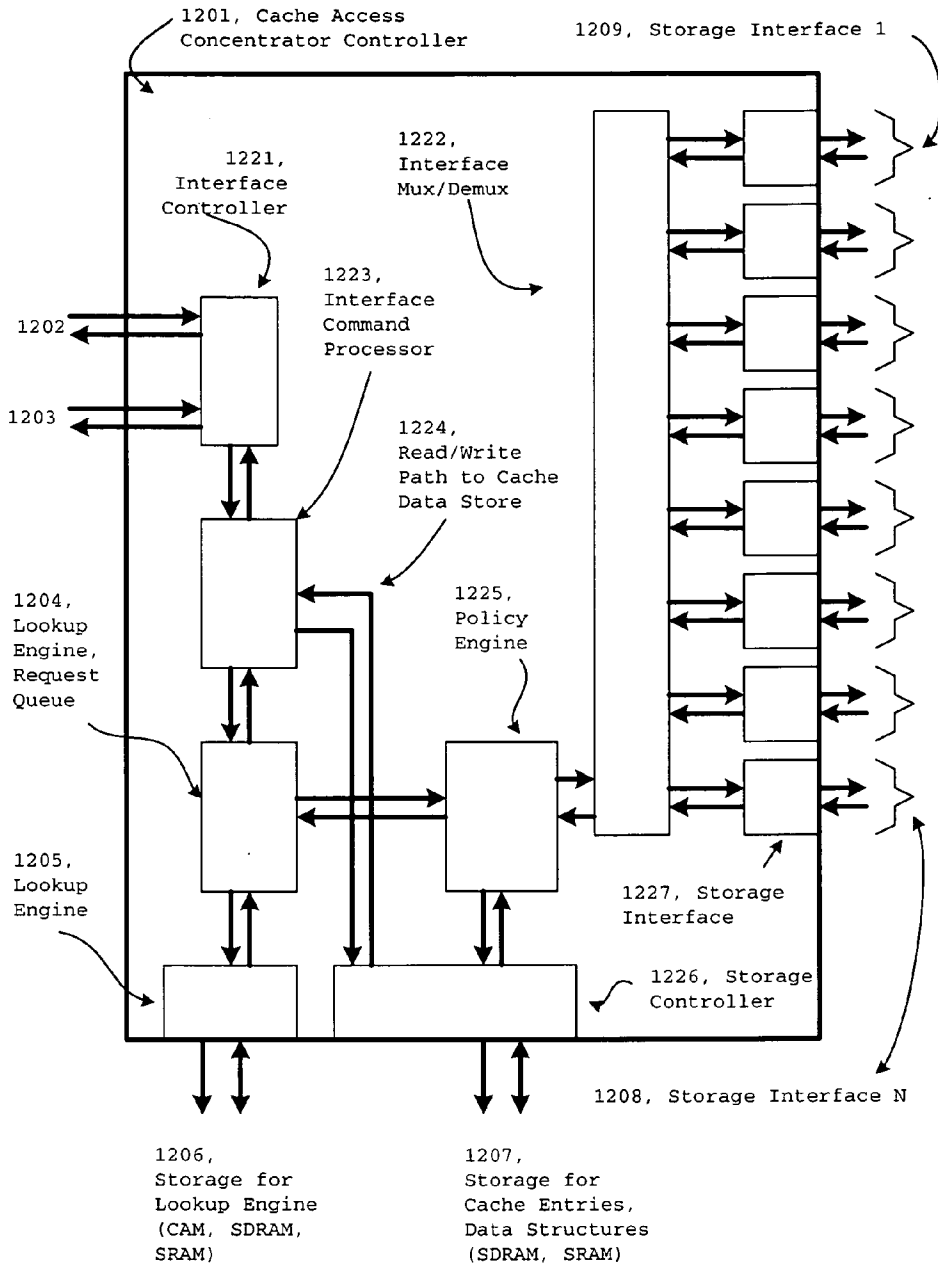 1201, Cache Access
Concentrator Controller
1209, Storage Interface 1
1221,
Interface
Controller
1222,
Interface
Mux/Demux
1223,
Interface
Command
Processor
1202
1203
1224,
Read/Write
Path to Cache
Data Store
1204,
Lookup
Engine,
Request
Queue
1225,
Policy
Engine
1205,
Lookup
Engine
1227, Storage
Interface
1226, Storage
Controller
1208, Storage Interface N
1206,
Storage for
Lookup Engine
(CAM, SDRAM,
SRAM)
1207,
Storage for
Cache Entries,
Data Structures
(SDRAM, SRAM)